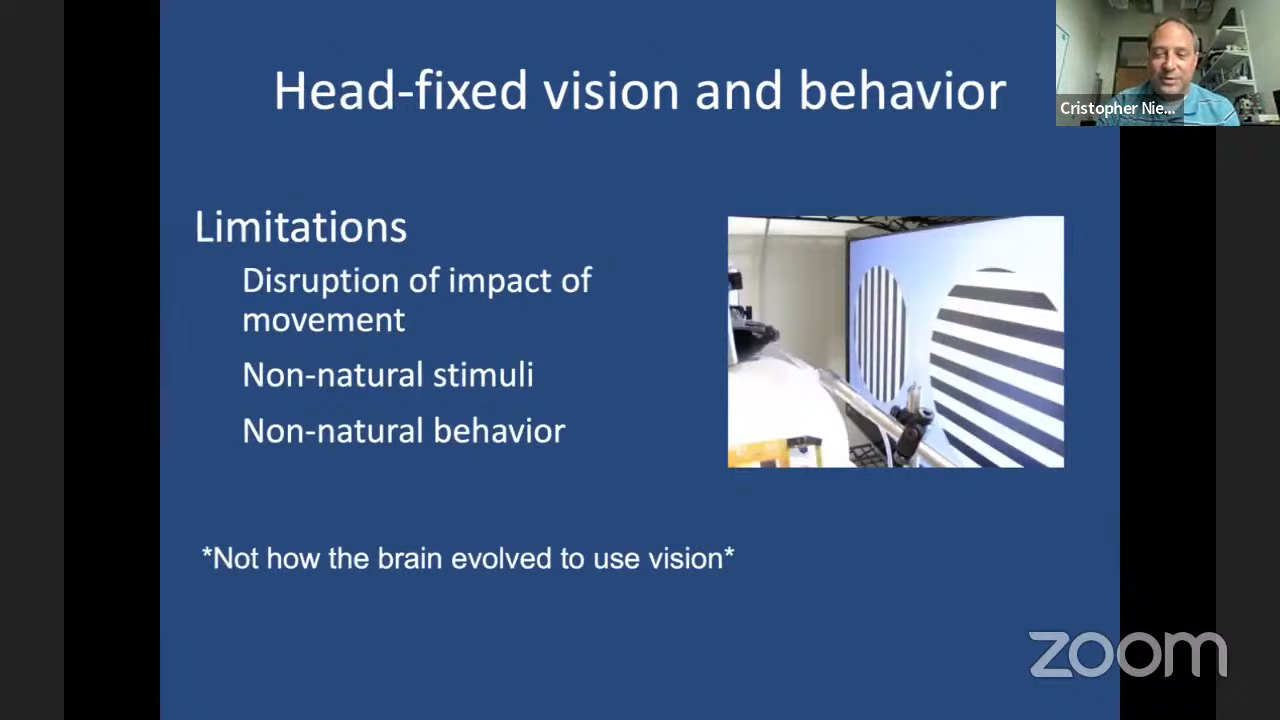 Head-fixed vision and behavior
Cristopher Nie...
Limitations
Disruption of impact of
movement
Non-natural stimuli
Non-natural behavior
*Not how the brain evolved to use vision*
zoom